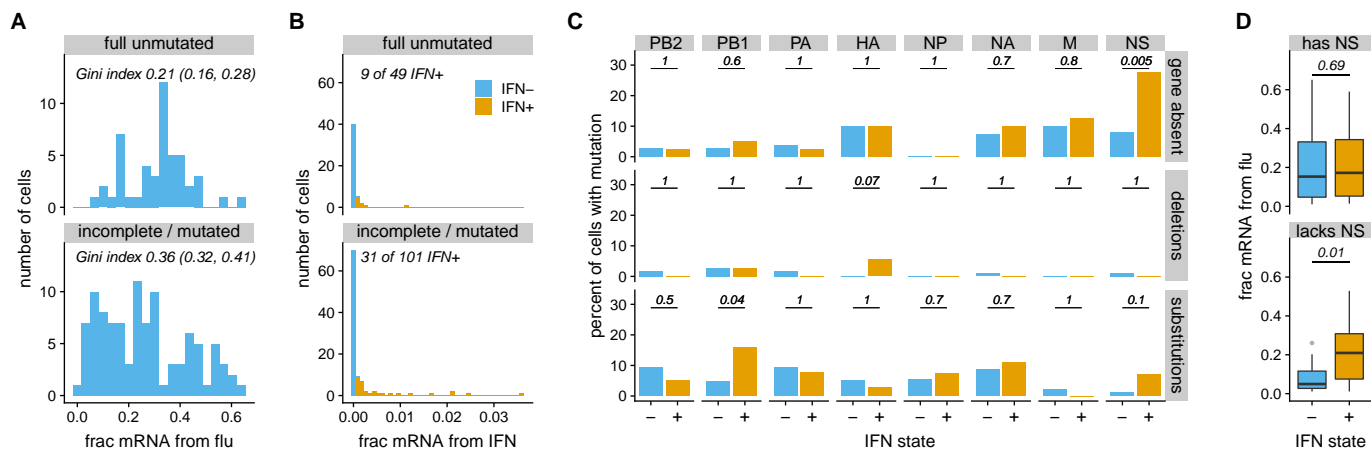 A
full unmutated
Gini index 0.21 (0.16, 0.28)
10
5
0
incomplete / mutated
Gini index 0.36 (0.32, 0.41)
10
5
0
0.0 0.2 0.4 0.6
number of cells
frac mRNA from flu
B
full unmutated
9 of 49 IFN+
IFN−
IFN+
60
40
20
0
incomplete / mutated
31 of 101 IFN+
60
40
20
0
0.00 0.01 0.02 0.03
number of cells
frac mRNA from IFN
C
PB2 PB1 PA HA NP NA M NS
1 0.6 1 1 1 0.7 0.8 0.005
30
20
10
0
gene absent
1 1 1 0.07 1 1 1 1
30
20
10
0
deletions
0.5 0.04 1 1 0.7 0.7 1 0.1
30
20
10
0
substitutions
− + − + − + − + − + − + − + − +
percent of cells with mutation
IFN state
D
has NS
0.69
0.6
0.4
0.2
0.0
lacks NS
0.01
0.6
0.4
0.2
0.0
− +
frac mRNA from flu
IFN state